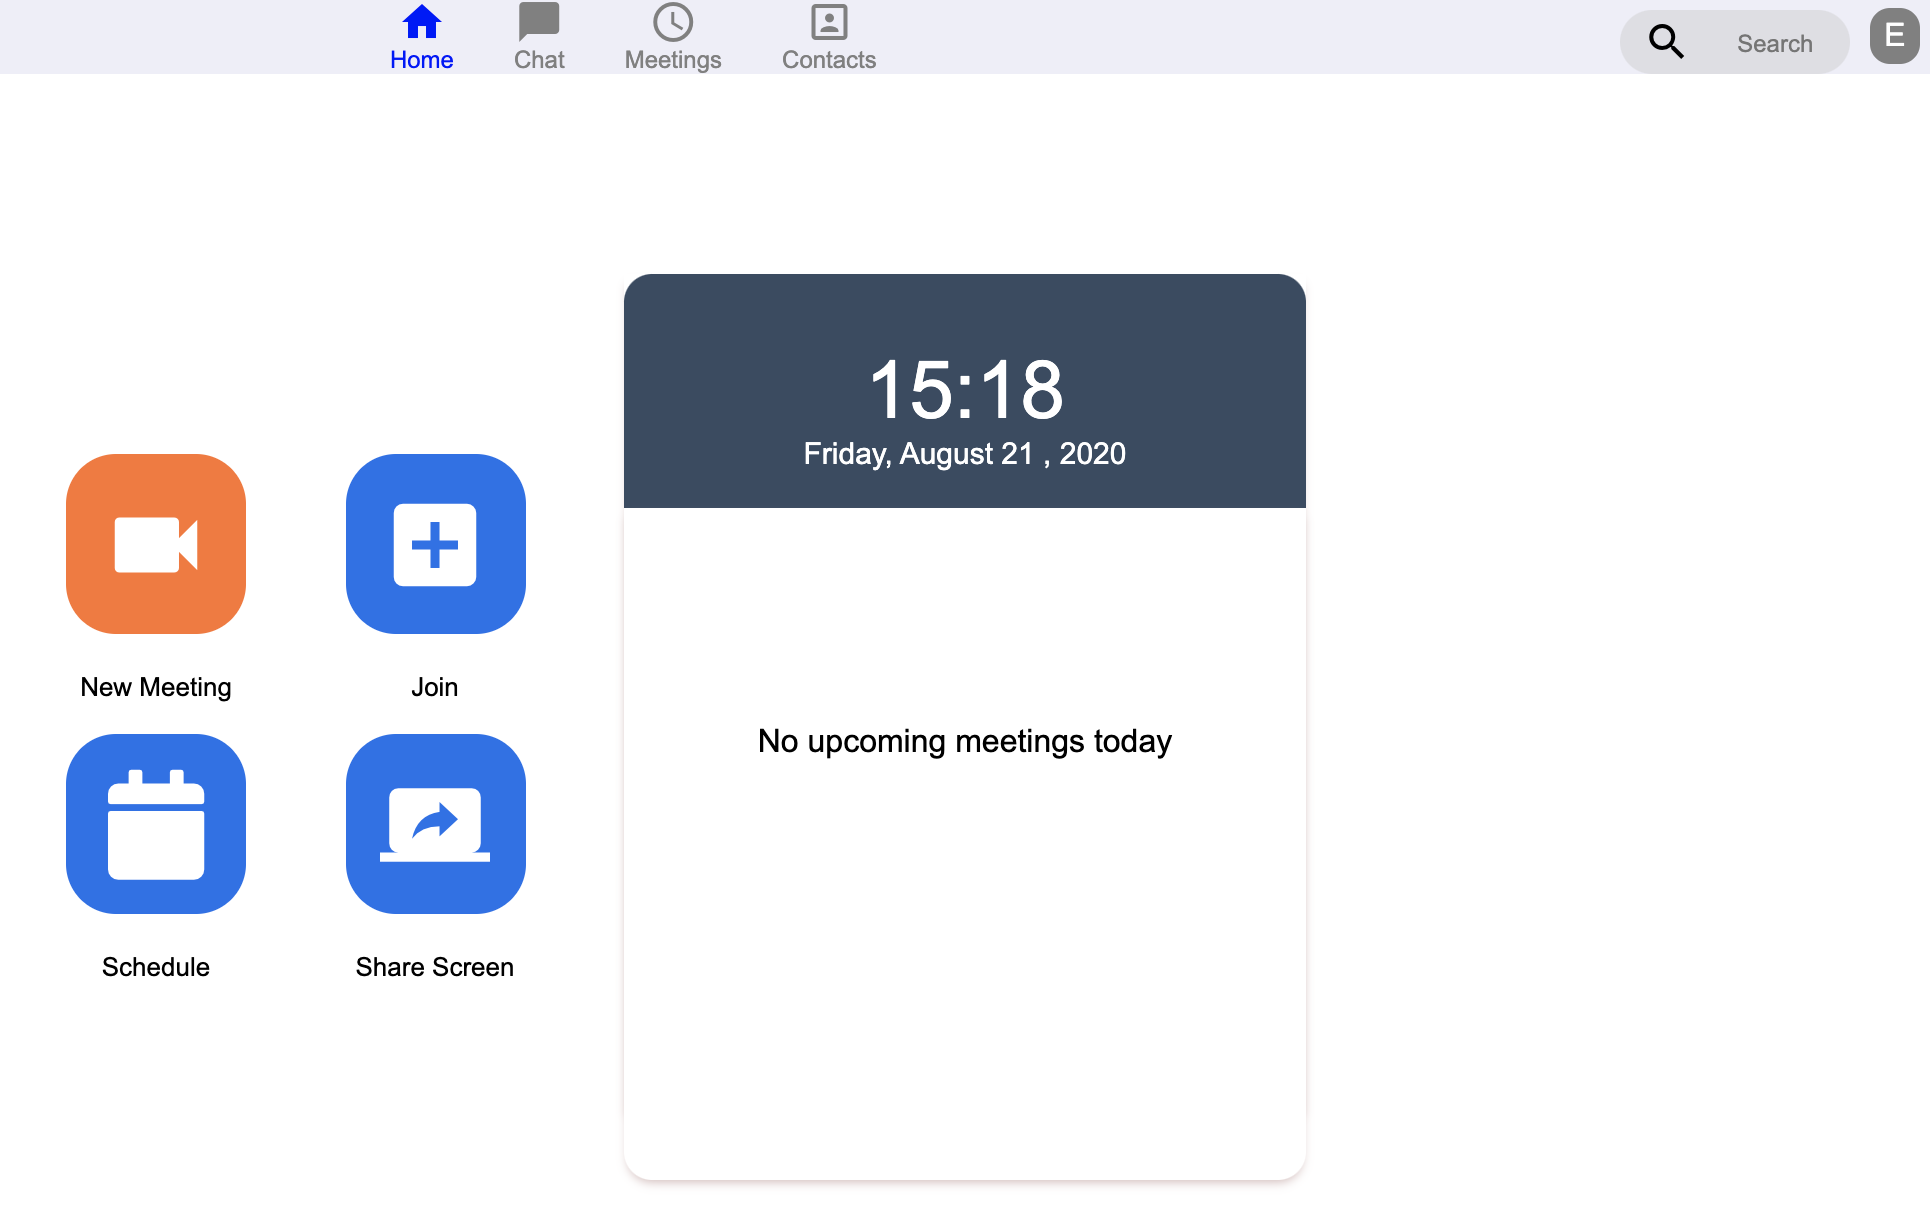 Home
Chat
Meetings
Contacts
Search
E
15:18
Friday, August 21 , 2020
New Meeting
Join
No upcoming meetings today
Schedule
Share Screen